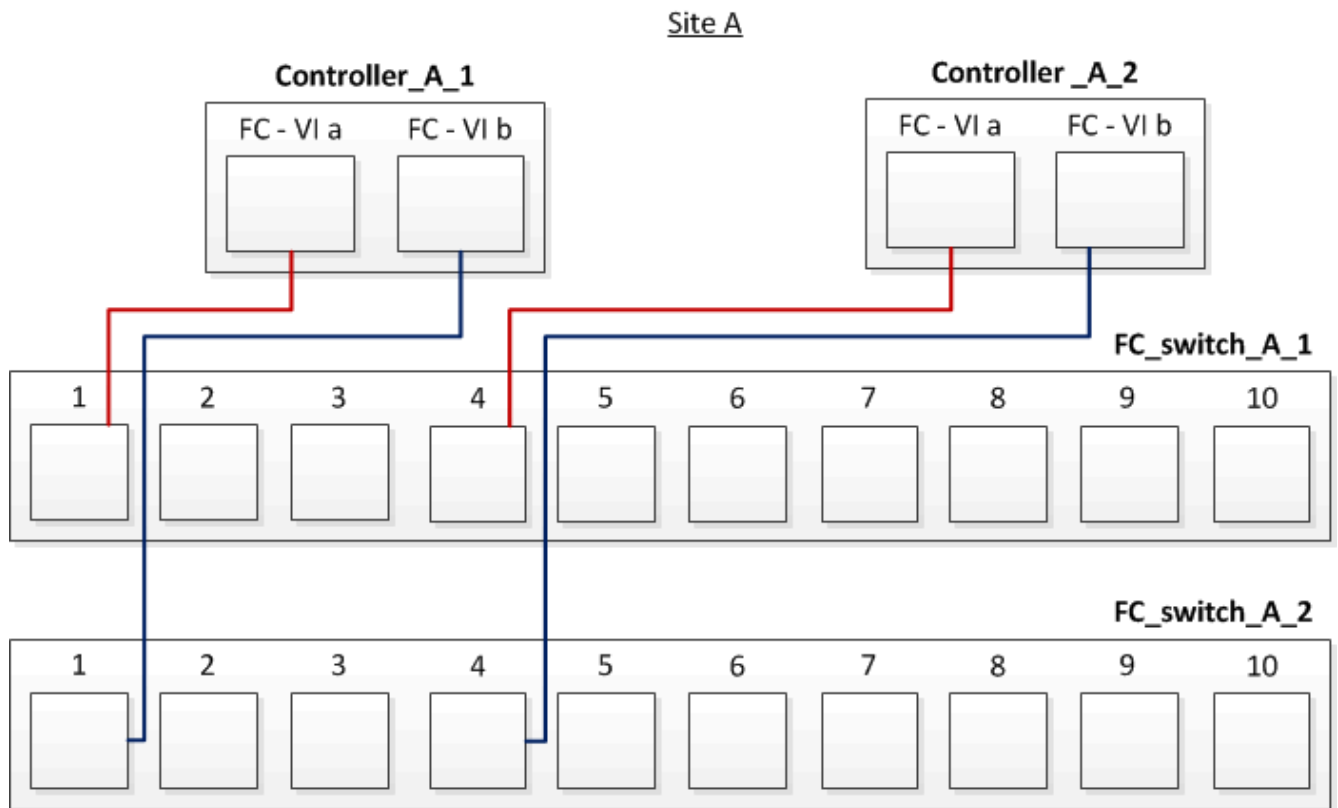 Site A
Controller_A_1
Controller _A_2
FC - VI a FC - VI b
FC - VI a FC - VI b
FC_switch_A_1
1 2 3 4 5 6 7 8 9 10
FC_switch_A_2
1 2 3 4 5 6 7 8 9 10